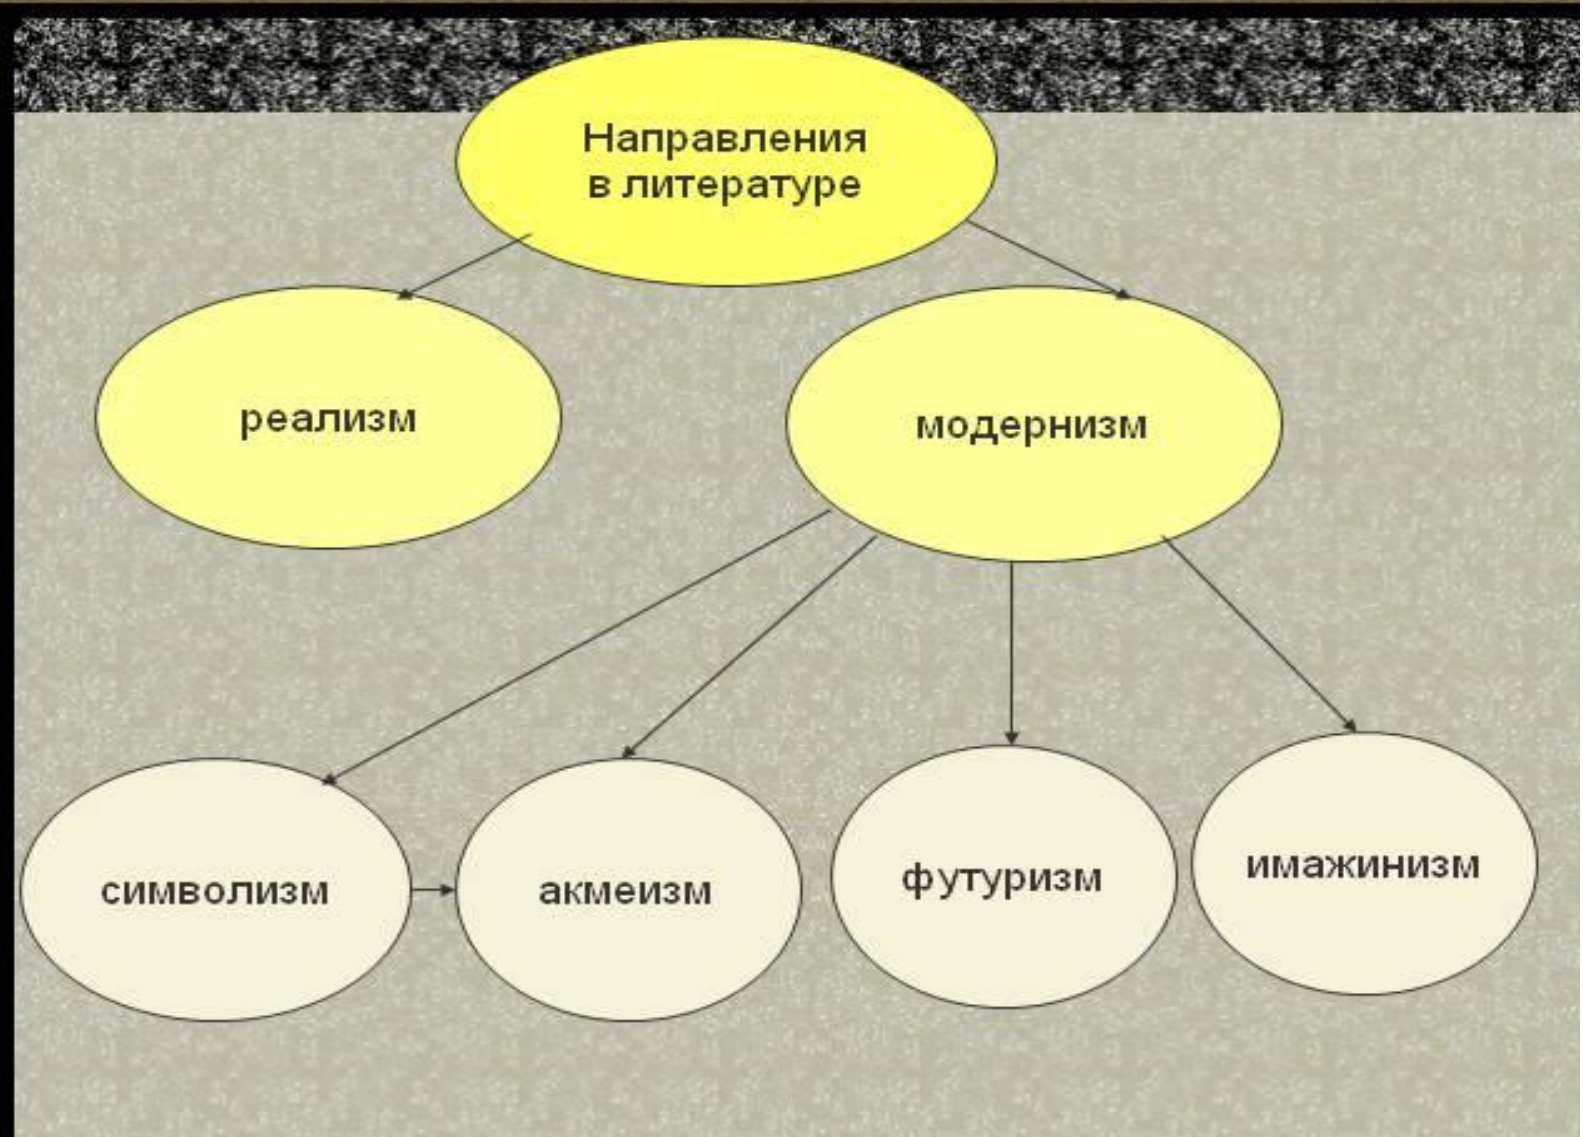 Направления
в литературе
реализм
модернизм
символизм
акмеизм
футуризм
имажинизм